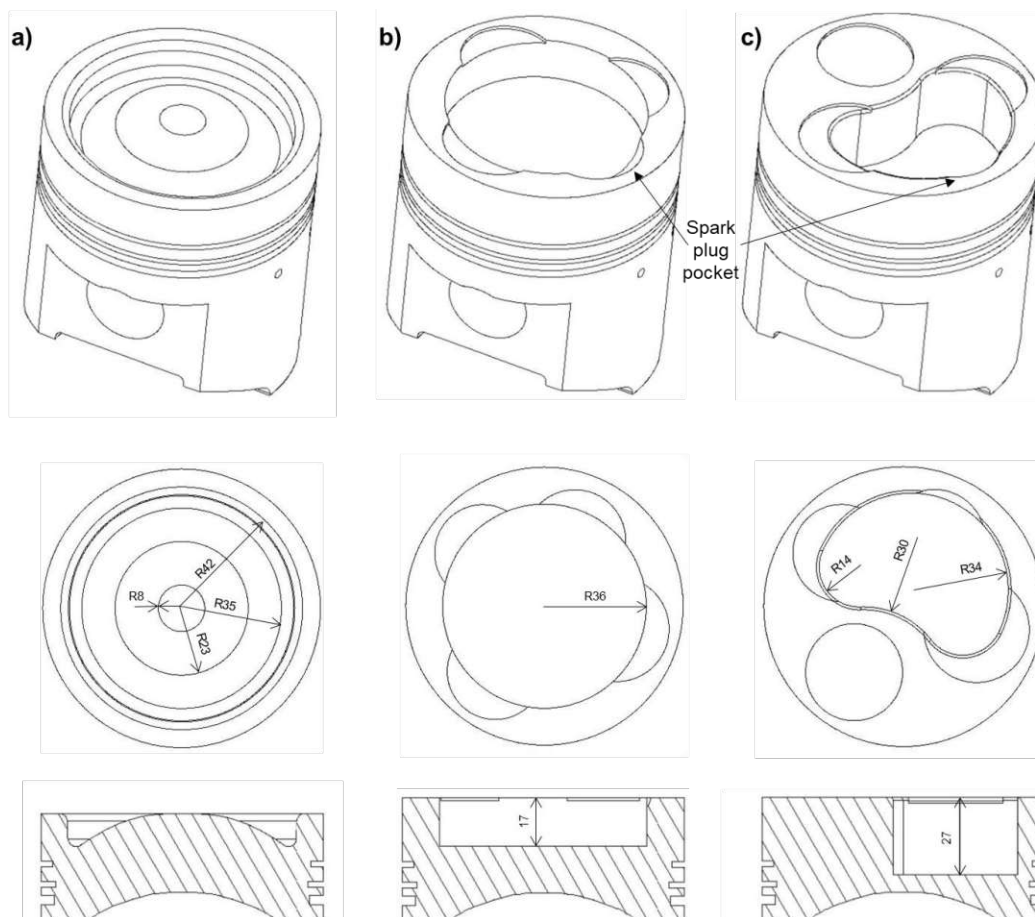 a)
b)
c)
Spark
plug
pocket
R42
R8
R35
R23
R36
R14
R30
R34
17
27